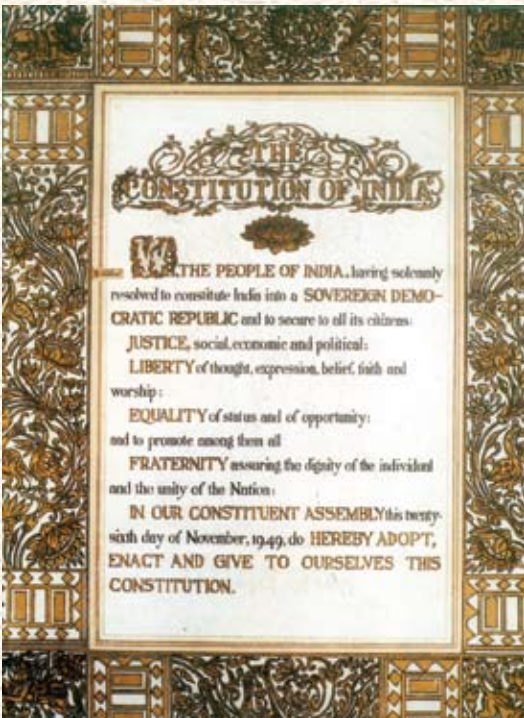 THE
CONSTITUTION OF INDIA
WE, THE PEOPLE OF INDIA, having solemnly
resolved to constitute India into a SOVEREIGN DEMO-
CRATIC REPUBLIC and to secure to all its citizens:
JUSTICE, social, economic and political;
LIBERTY of thought, expression, belief, faith and
worship;
EQUALITY of status and of opportunity;
and to promote among them all
FRATERNITY assuring the dignity of the individual
and the unity of the Nation;
IN OUR CONSTITUENT ASSEMBLY this twenty-
sixth day of November, 1949, do HEREBY ADOPT,
ENACT AND GIVE TO OURSELVES THIS
CONSTITUTION.